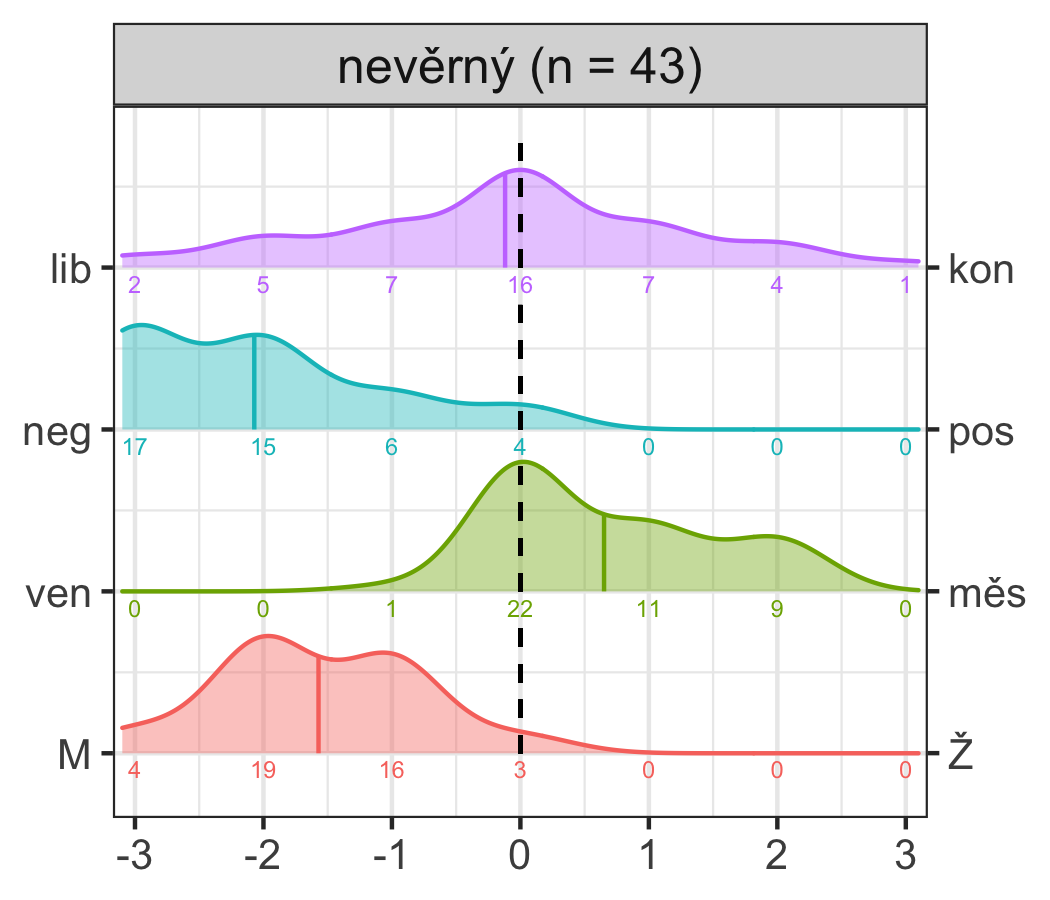 nevěrný (n = 43)
lib kon
2 5 7 16 7 4 1
neg pos
17 15 6 4 0 0 0
ven měs
0 0 1 22 11 9 0
M Ž
4 19 16 3 0 0 0
-3 -2 -1 0 1 2 3